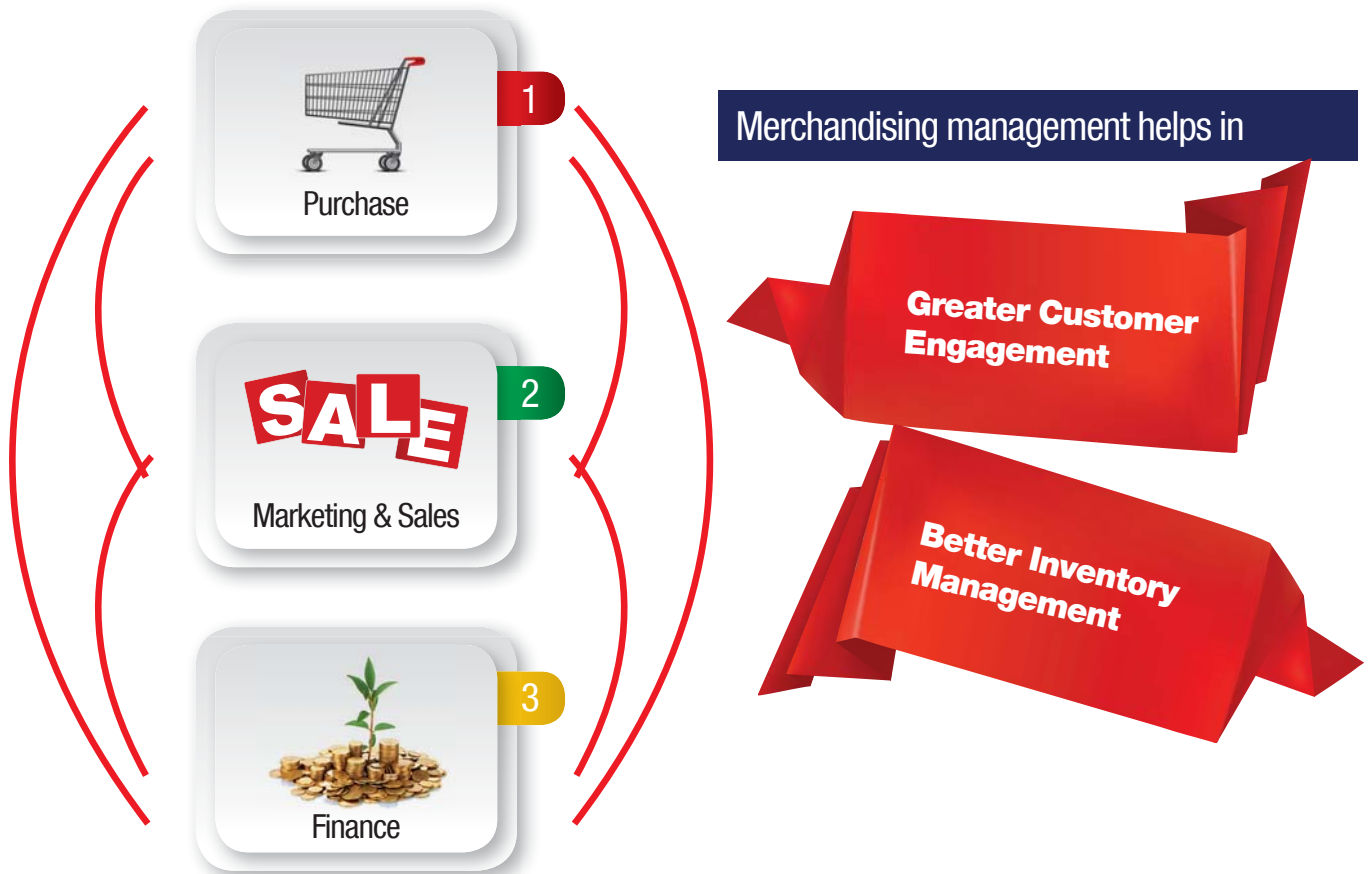 1
Purchase
SALE
2
Marketing & Sales
3
Finance
Merchandising management helps in
Greater Customer
Engagement
Better Inventory
Management